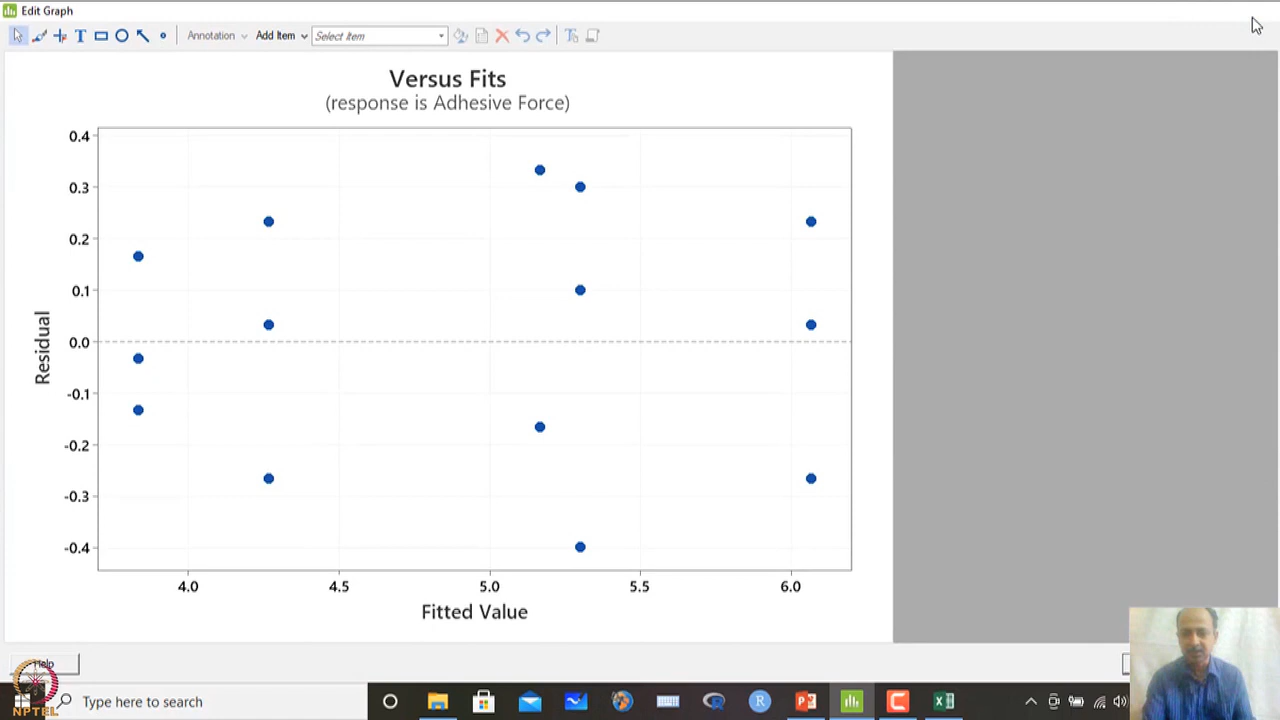 Edit Graph
Annotation Add Item Select Item
Versus Fits
(response is Adhesive Force)
0.4
0.3
0.2
0.1
0.0
-0.1
-0.2
-0.3
-0.4
Residual
4.0 4.5 5.0 5.5 6.0
Fitted Value
Help
Type here to search
NPTEL